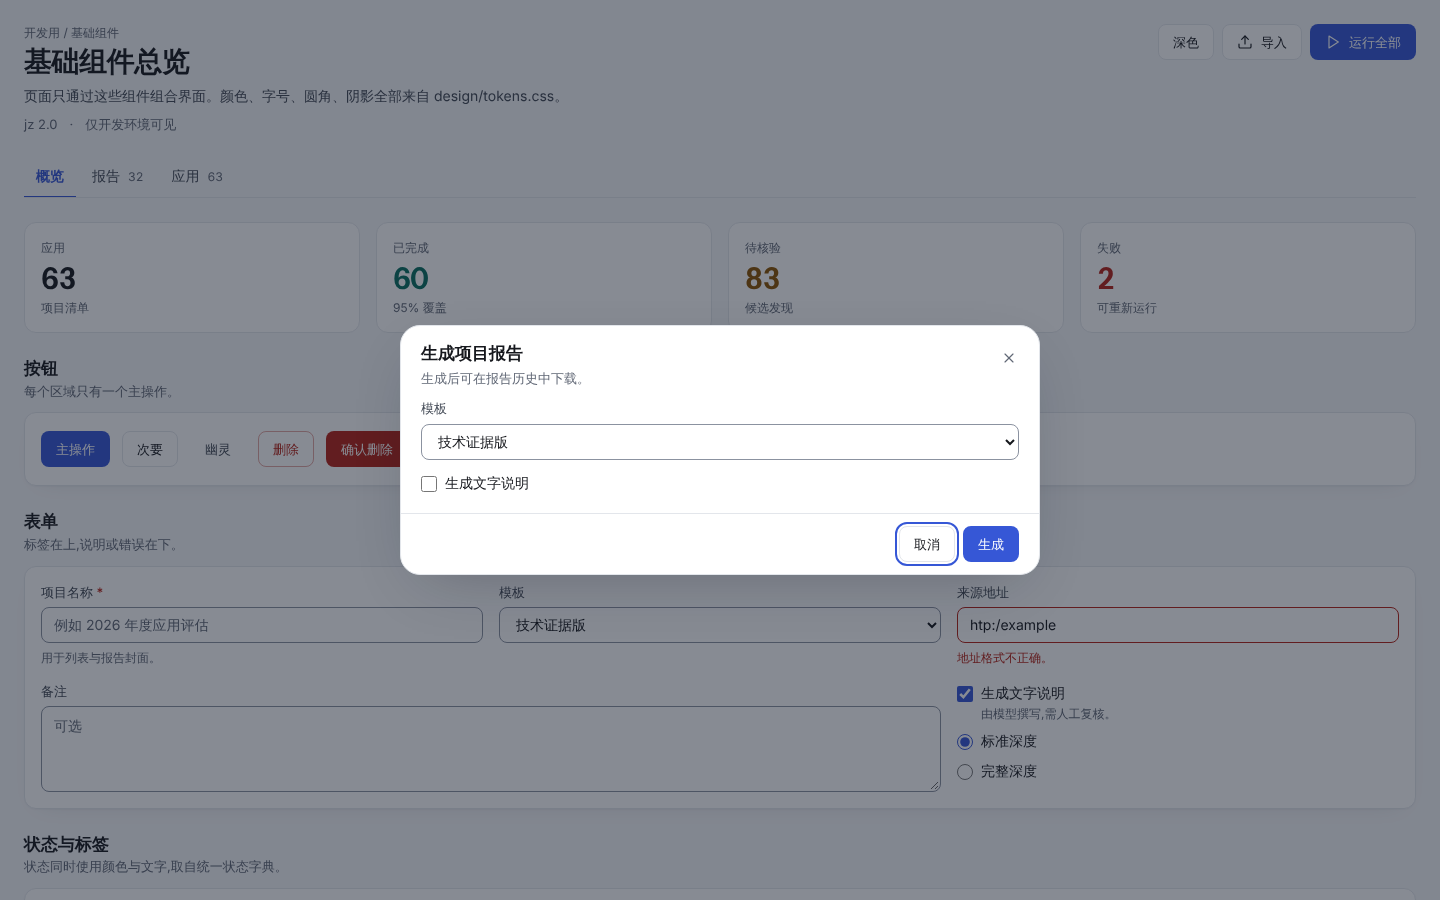 开发用 / 基础组件
基础组件总览
页面只通过这些组件组合界面。颜色、字号、圆角、阴影全部来自 design/tokens.css。
jz 2.0 · 仅开发环境可见
深色
导入
运行全部
概览
报告 32
应用 63
应用
63
项目清单
已完成
60
95% 覆盖
待核验
83
候选发现
失败
2
可重新运行
按钮
每个区域只有一个主操作。
主操作
次要
幽灵
删除
确认删除
生成项目报告
生成后可在报告历史中下载。
模板
技术证据版
生成文字说明
取消
生成
表单
标签在上,说明或错误在下。
项目名称 *
例如 2026 年度应用评估
用于列表与报告封面。
模板
技术证据版
来源地址
htp:/example
地址格式不正确。
备注
可选
生成文字说明
由模型撰写,需人工复核。
标准深度
完整深度
状态与标签
状态同时使用颜色与文字,取自统一状态字典。